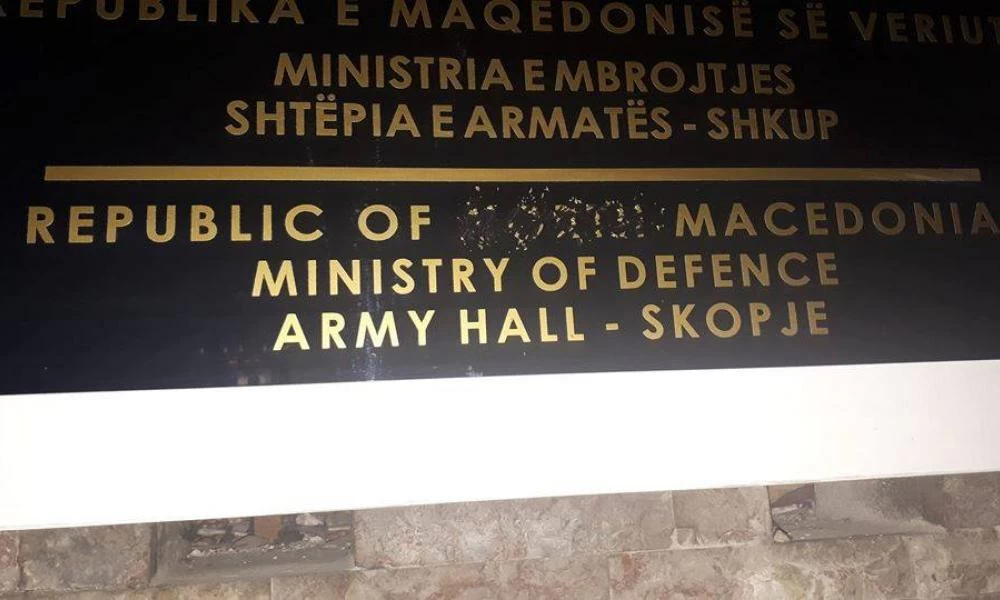 REPUBLIKA E MAQEDONISË SË VERIUT
MINISTRIA E MBROJTJES
SHTËPIA E ARMATËS - SHKUP
REPUBLIC OF MACEDONIA
MINISTRY OF DEFENCE
ARMY HALL - SKOPJE